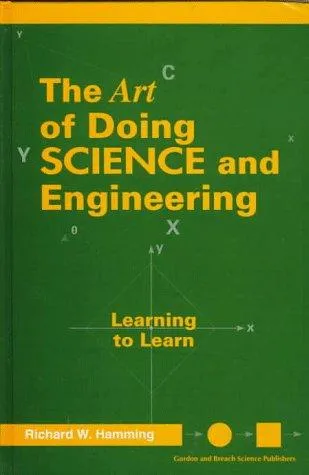 Y
C
The Art
of Doing
x
Y
SCIENCE and
Engineering
θ
X
y
x
Learning
to Learn
Richard W. Hamming
Gordon and Breach Science Publishers